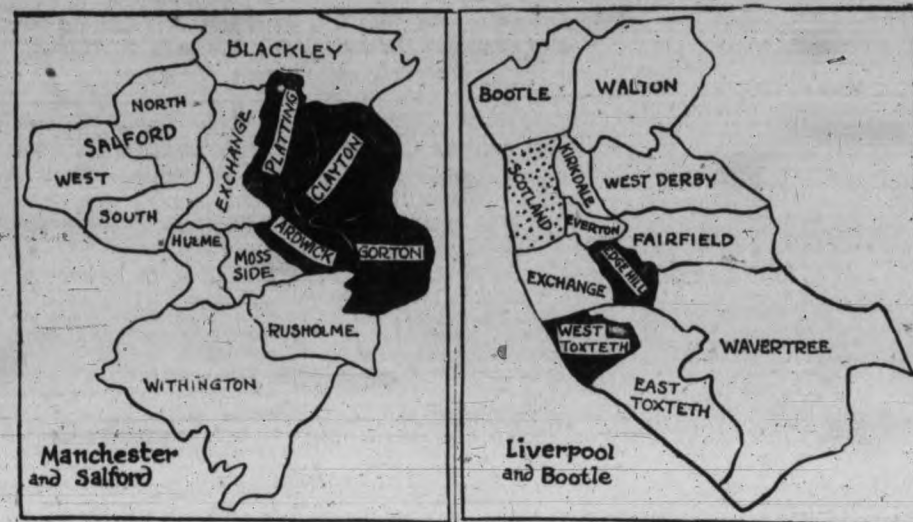 BLACKLEY
NORTH
SALFORD
WEST
SOUTH
EXCHANGE
PLATTING
CLAYTON
ARDWICK
GORTON
HULME
MOSS
SIDE
RUSHOLME
WITHINGTON
Manchester
and Salford
BOOTLE
WALTON
SCOTLAND
KIRKDALE
WEST DERBY
EVERTON
FAIRFIELD
EDGE HILL
EXCHANGE
WEST
TOXTETH
WAVERTREE
EAST
TOXTETH
Liverpool
and Bootle